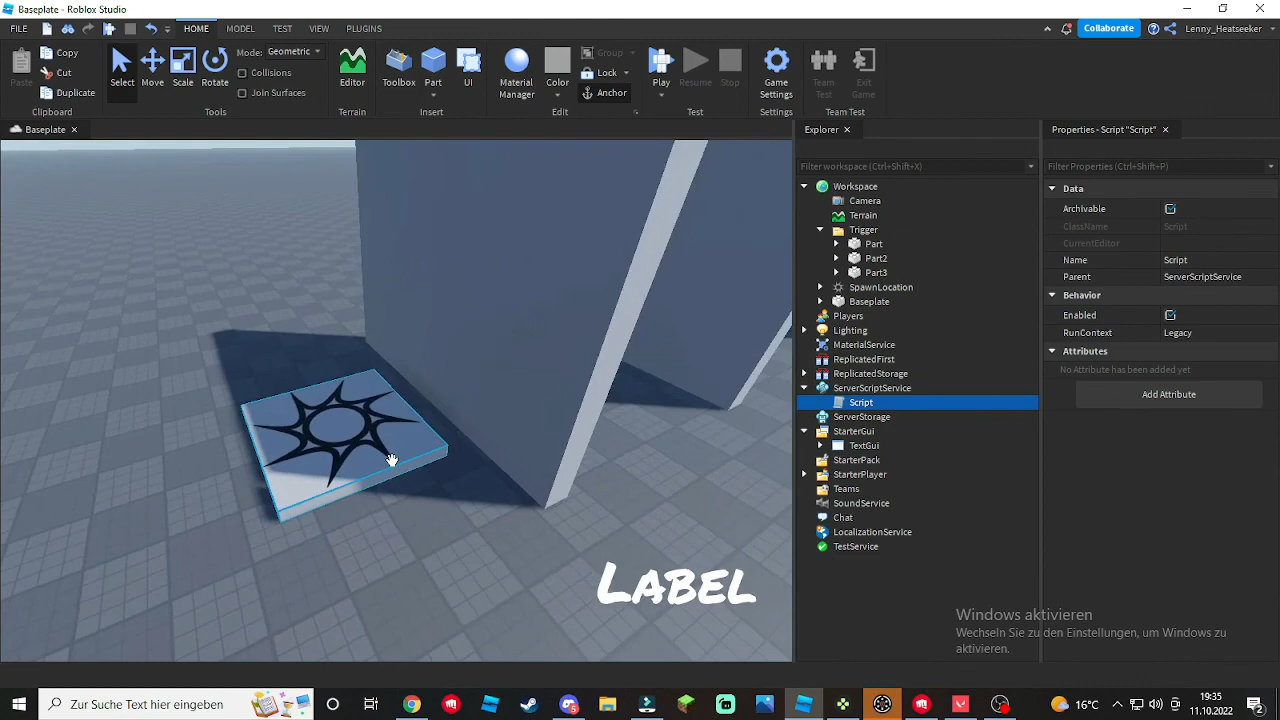 Baseplate - Roblox Studio
FILE HOME MODEL TEST VIEW PLUGINS Collaborate Lenny_Heatseeker
Paste Copy Cut Duplicate Clipboard
Select Move Scale Rotate Mode: Geometric Collisions Join Surfaces Tools
Editor Terrain
Toolbox Part UI Insert
Material Manager Color Group Lock Anchor Edit
Play Resume Stop Test
Game Settings Settings
Team Test Exit Game Team Test
Baseplate
Explorer
Filter workspace (Ctrl+Shift+X)
Workspace
Camera
Terrain
Trigger
Part
Part2
Part3
SpawnLocation
Baseplate
Players
Lighting
MaterialService
ReplicatedFirst
ReplicatedStorage
ServerScriptService
Script
ServerStorage
StarterGui
TextGui
StarterPack
StarterPlayer
Teams
SoundService
Chat
LocalizationService
TestService
Properties - Script "Script"
Filter Properties (Ctrl+Shift+P)
Data
Archivable
ClassName Script
CurrentEditor
Name Script
Parent ServerScriptService
Behavior
Enabled
RunContext Legacy
Attributes
No Attribute has been added yet
Add Attribute
LABEL
Windows aktivieren
Wechseln Sie zu den Einstellungen, um Windows zu
aktivieren.
Zur Suche Text hier eingeben
16°C
19:35
11.10.2022
2